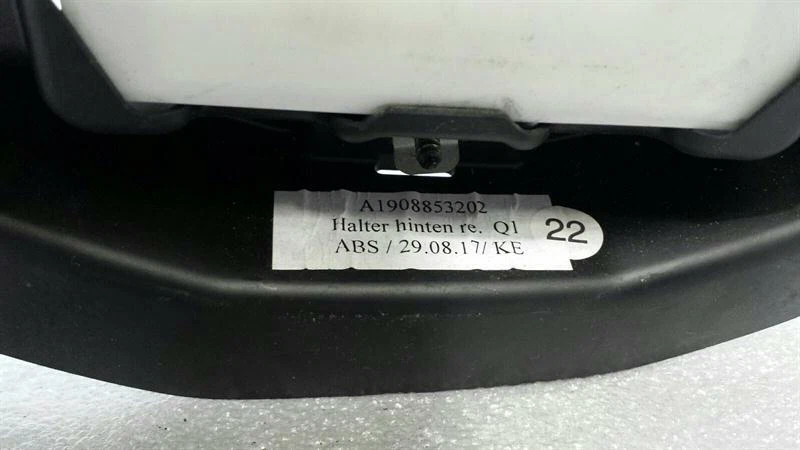 A1908853202
Halter hinten re. Q1
ABS / 29.08.17/ KE
22